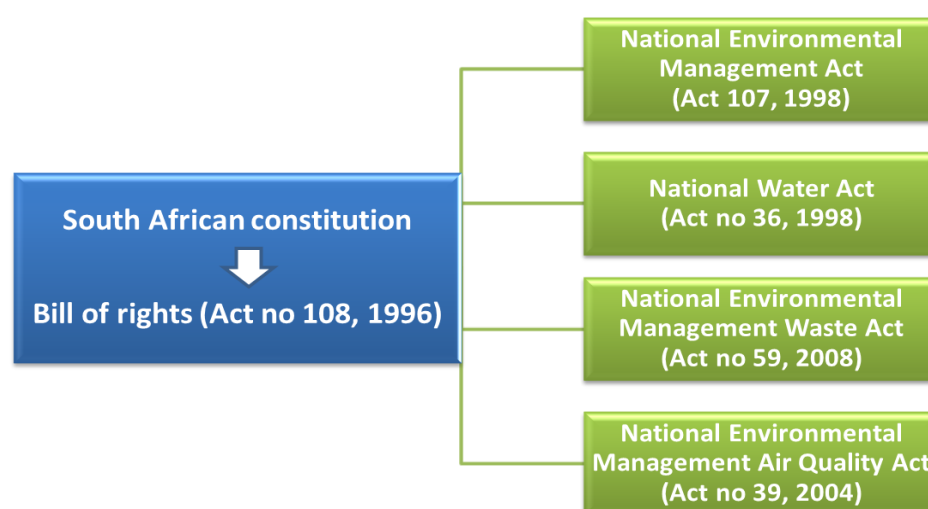 South African constitution
Bill of rights (Act no 108, 1996)
National Environmental
Management Act
(Act 107, 1998)
National Water Act
(Act no 36, 1998)
National Environmental
Management Waste Act
(Act no 59, 2008)
National Environmental
Management Air Quality Act
(Act no 39, 2004)